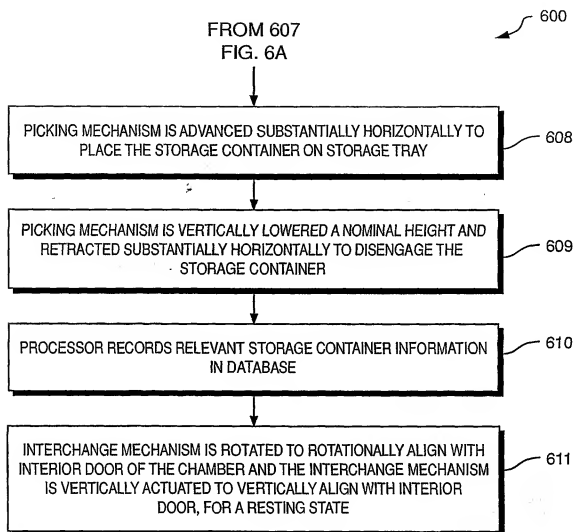 600
FROM 607
FIG. 6A
PICKING MECHANISM IS ADVANCED SUBSTANTIALLY HORIZONTALLY TO
PLACE THE STORAGE CONTAINER ON STORAGE TRAY
608
PICKING MECHANISM IS VERTICALLY LOWERED A NOMINAL HEIGHT AND
RETRACTED SUBSTANTIALLY HORIZONTALLY TO DISENGAGE THE
STORAGE CONTAINER
609
PROCESSOR RECORDS RELEVANT STORAGE CONTAINER INFORMATION
IN DATABASE
610
INTERCHANGE MECHANISM IS ROTATED TO ROTATIONALLY ALIGN WITH
INTERIOR DOOR OF THE CHAMBER AND THE INTERCHANGE MECHANISM
IS VERTICALLY ACTUATED TO VERTICALLY ALIGN WITH INTERIOR
DOOR, FOR A RESTING STATE
611